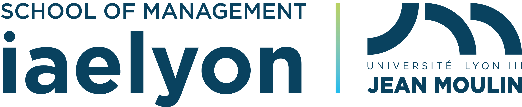 SCHOOL OF MANAGEMENT
iaelyon
UNIVERSITÉ LYON III
JEAN MOULIN